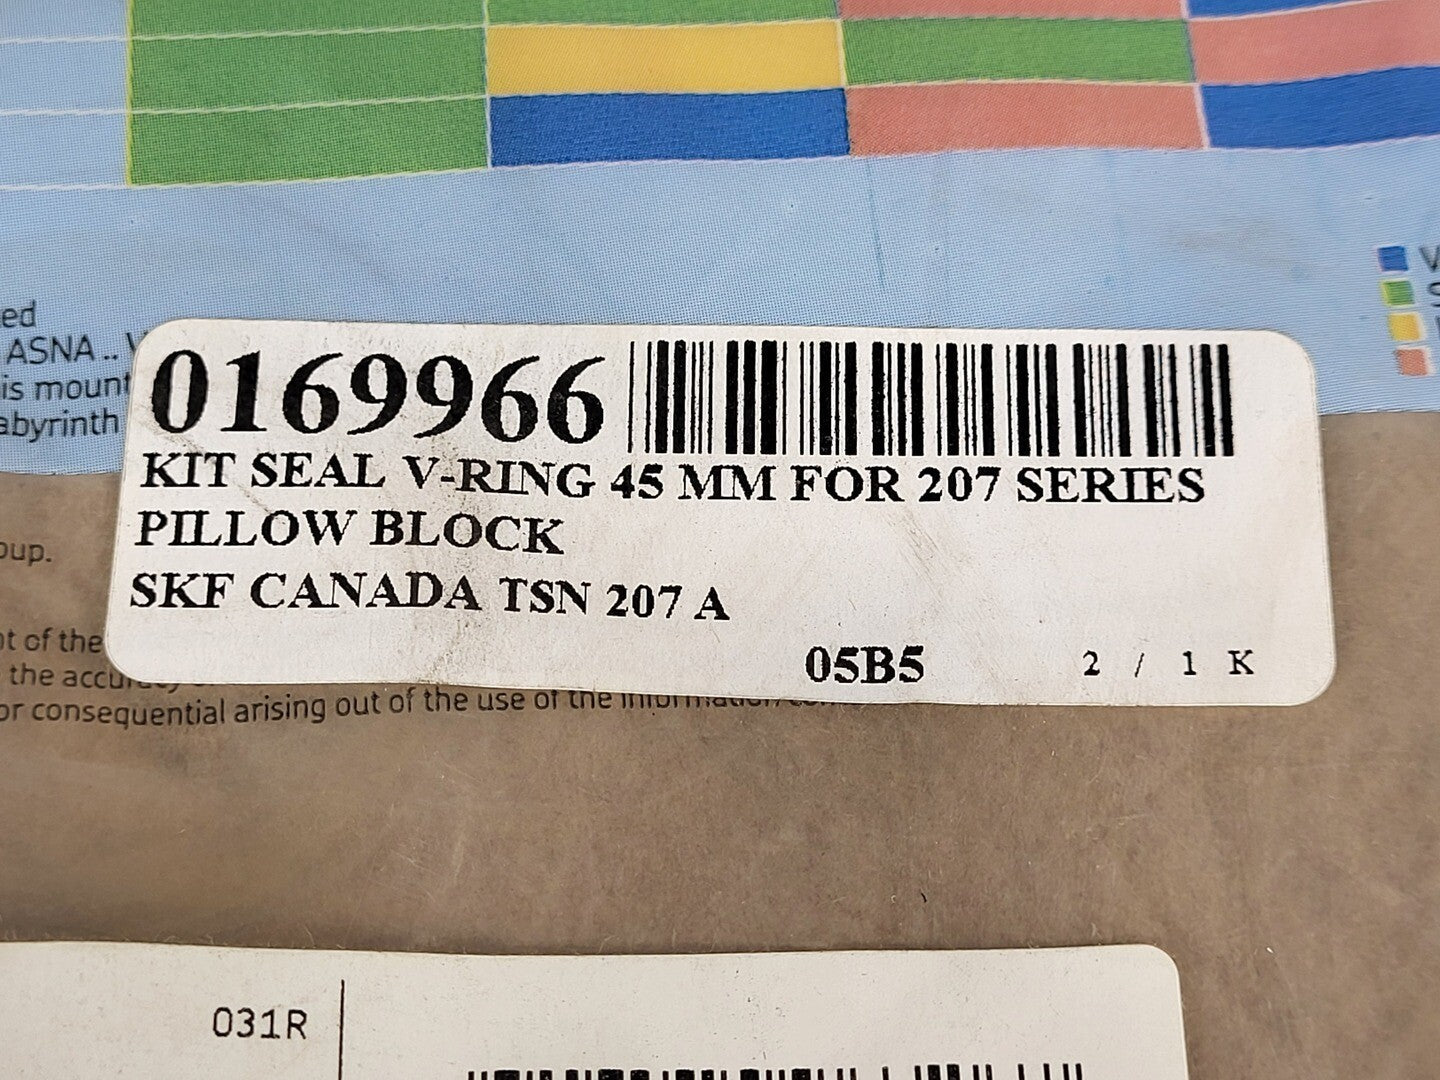 ed
ASNA ..
is mount
abyrinth
0169966
KIT SEAL V-RING 45 MM FOR 207 SERIES
PILLOW BLOCK
SKF CANADA TSN 207 A
05B5 2 / 1 K
oup.
of the
the
or consequential arising out of the use of the
031R